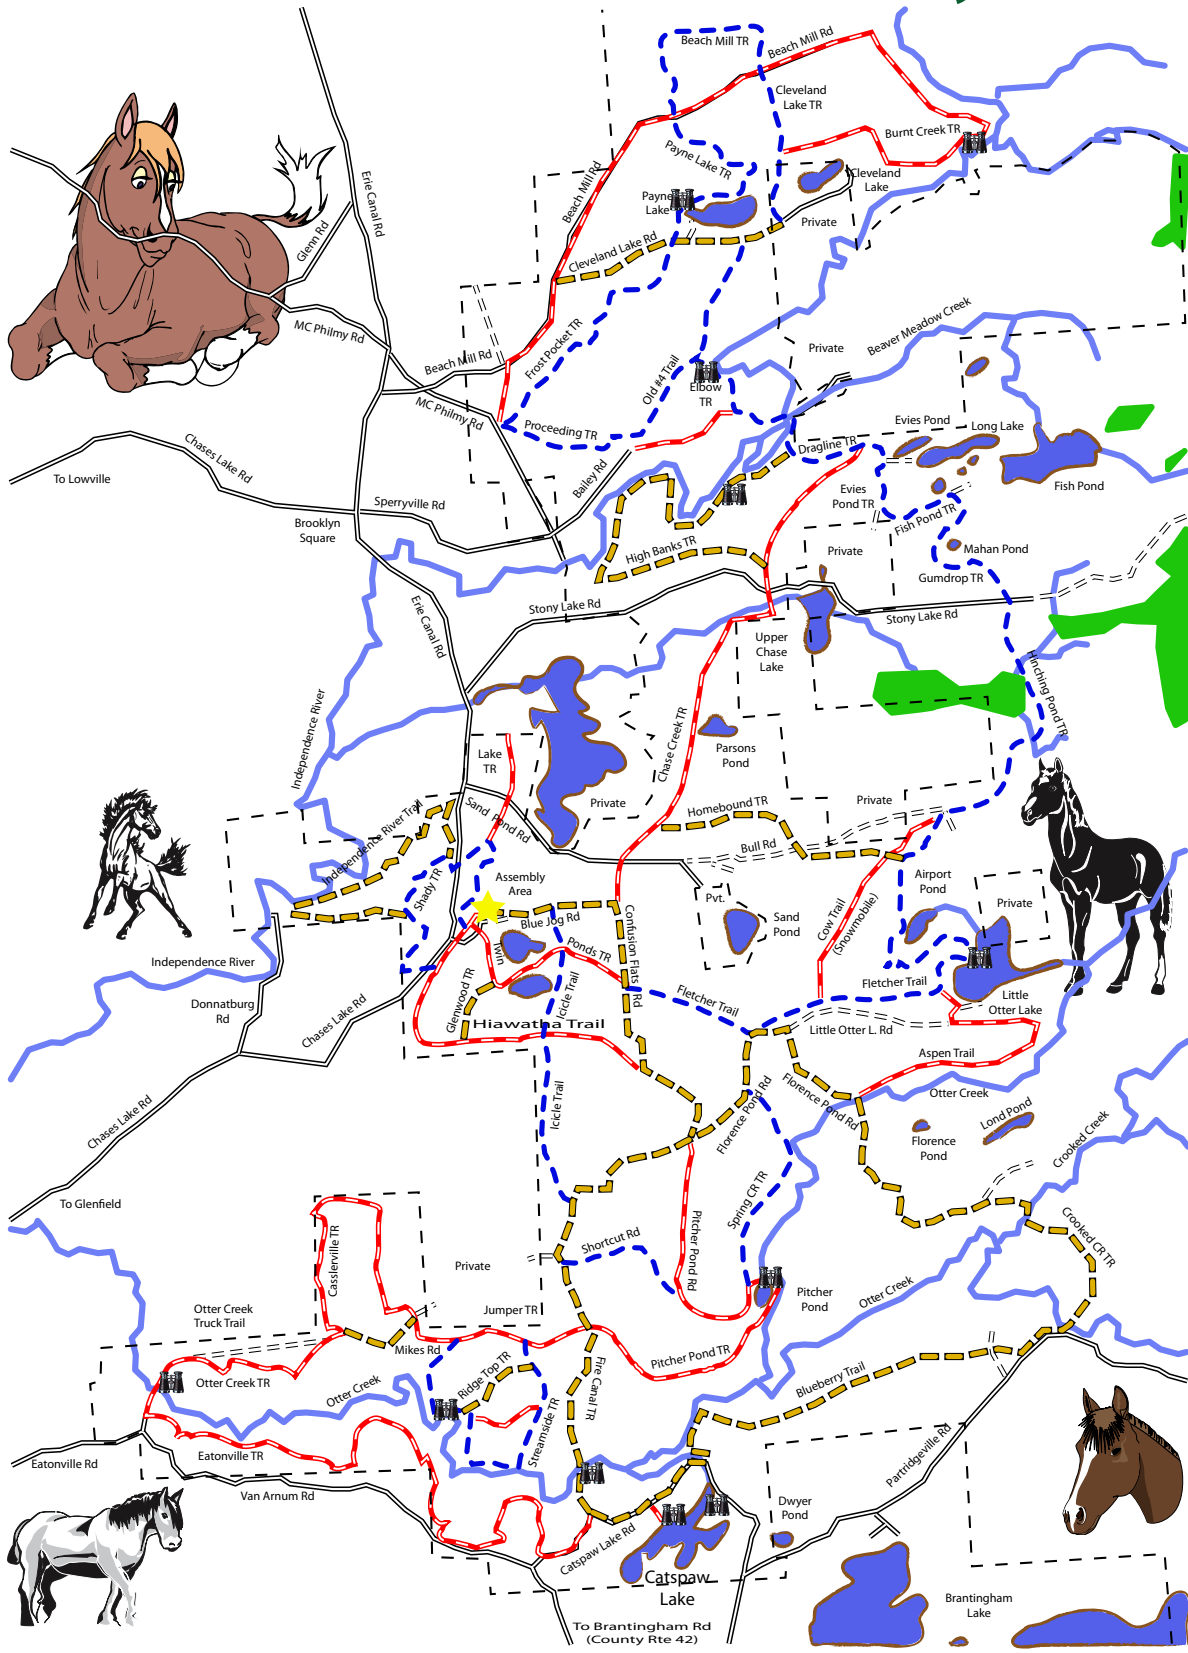 Beach Mill TR
Beach Mill Rd
Cleveland
Lake TR
Burnt Creek TR
Payne Lake TR
Cleveland
Lake
Payne
Lake
Private
Beach Mill Rd
Erie Canal Rd
Glenn Rd
Cleveland Lake Rd
MC Philmy Rd
Beach Mill Rd
Frost Pocket TR
Old #4 Trail
Private
Beaver Meadow Creek
Elbow
TR
MC Philmy Rd
Proceeding TR
Dragline TR
Evies Pond
Long Lake
Fish Pond
Chases Lake Rd
To Lowville
Sperryville Rd
Brooklyn
Square
Bailey Rd
Evies
Pond TR
Fish Pond TR
High Banks TR
Private
Mahan Pond
Gumdrop TR
Erie Canal Rd
Stony Lake Rd
Stony Lake Rd
Upper
Chase
Lake
Hinching Pond TR
Independence River
Lake
TR
Chase Creek TR
Parsons
Pond
Private
Private
Sand Pond Rd
Homebound TR
Independence River Trail
Bull Rd
Shady TR
Assembly
Area
Airport
Pond
Pvt.
Private
Blue Jog Rd
Confusion Flats Rd
Sand
Pond
Cow Trail
(Snowmobile)
Twin
Ponds TR
Independence River
Donnatburg
Rd
Chases Lake Rd
Glenwood TR
Icicle Trail
Fletcher Trail
Fletcher Trail
Little
Otter Lake
Hiawatha Trail
Little Otter L. Rd
Aspen Trail
Otter Creek
Chases Lake Rd
Icicle Trail
Florence Pond Rd
Florence Pond Rd
Florence
Pond
Lond Pond
Crooked Creek
To Glenfield
Casslerville TR
Private
Shortcut Rd
Pitcher Pond Rd
Spring CR TR
Crooked CR TR
Otter Creek
Truck Trail
Jumper TR
Pitcher
Pond
Otter Creek
Mikes Rd
Pitcher Pond TR
Otter Creek TR
Otter Creek
Ridge Top TR
Fire Canal TR
Blueberry Trail
Streamside TR
Eatonville Rd
Eatonville TR
Partridgeville Rd
Van Arnum Rd
Dwyer
Pond
Catspaw Lake Rd
Catspaw
Lake
Brantingham
Lake
To Brantingham Rd
(County Rte 42)